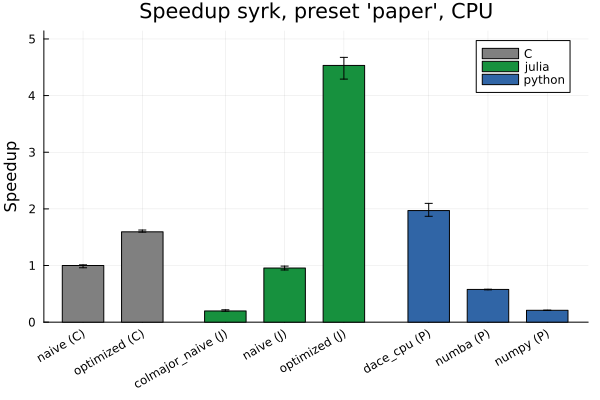 Speedup syrk, preset 'paper', CPU
Speedup
5
4
3
2
1
0
C
julia
python
naive (C)
optimized (C)
colmajor_naive (J)
naive (J)
optimized (J)
dace_cpu (P)
numba (P)
numpy (P)